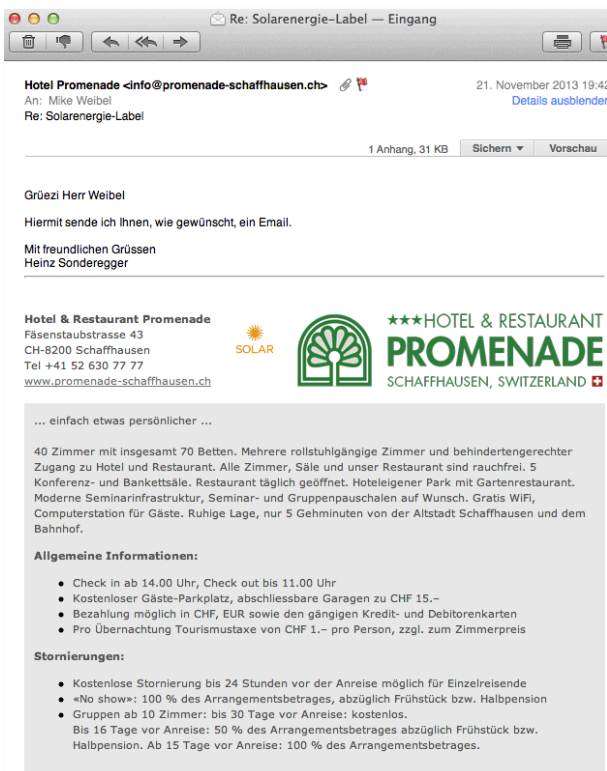 Re: Solarenergie-Label — Eingang
Hotel Promenade <info@promenade-schaffhausen.ch>
21. November 2013 19:42
An: Mike Weibel
Details ausblenden
Re: Solarenergie-Label
1 Anhang, 31 KB
Sichern
Vorschau
Grüezi Herr Weibel
Hiermit sende ich Ihnen, wie gewünscht, ein Email.
Mit freundlichen Grüssen
Heinz Sonderegger
Hotel & Restaurant Promenade
Fäsenstaubstrasse 43
CH-8200 Schaffhausen
Tel +41 52 630 77 77
www.promenade-schaffhausen.ch
SOLAR
★★★HOTEL & RESTAURANT
PROMENADE
SCHAFFHAUSEN, SWITZERLAND
... einfach etwas persönlicher ...
40 Zimmer mit insgesamt 70 Betten. Mehrere rollstuhlgängige Zimmer und behindertengerechter
Zugang zu Hotel und Restaurant. Alle Zimmer, Säle und unser Restaurant sind rauchfrei. 5
Konferenz- und Bankettsäle. Restaurant täglich geöffnet. Hoteleigener Park mit Gartenrestaurant.
Moderne Seminarinfrastruktur, Seminar- und Gruppenpauschalen auf Wunsch. Gratis WiFi,
Computerstation für Gäste. Ruhige Lage, nur 5 Gehminuten von der Altstadt Schaffhausen und dem
Bahnhof.
Allgemeine Informationen:
• Check in ab 14.00 Uhr, Check out bis 11.00 Uhr
• Kostenloser Gäste-Parkplatz, abschliessbare Garagen zu CHF 15.–
• Bezahlung möglich in CHF, EUR sowie den gängigen Kredit- und Debitorenkarten
• Pro Übernachtung Tourismustaxe von CHF 1.– pro Person, zzgl. zum Zimmerpreis
Stornierungen:
• Kostenlose Stornierung bis 24 Stunden vor der Anreise möglich für Einzelreisende
• «No show»: 100 % des Arrangementsbetrages, abzüglich Frühstück bzw. Halbpension
• Gruppen ab 10 Zimmer: bis 30 Tage vor Anreise: kostenlos.
Bis 16 Tage vor Anreise: 50 % des Arrangementsbetrages abzüglich Frühstück bzw.
Halbpension. Ab 15 Tage vor Anreise: 100 % des Arrangementsbetrages.